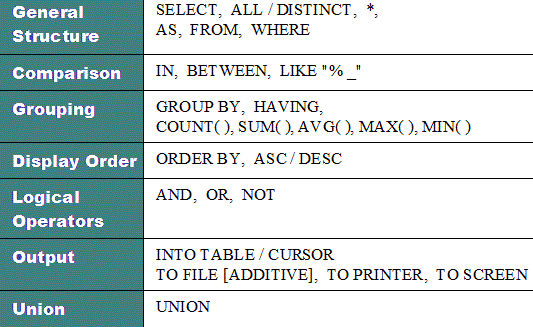 General
Structure
SELECT, ALL / DISTINCT, *,
AS, FROM, WHERE
Comparison
IN, BETWEEN, LIKE "% _"
Grouping
GROUP BY, HAVING,
COUNT( ), SUM( ), AVG( ), MAX( ), MIN( )
Display Order
ORDER BY, ASC / DESC
Logical
Operators
AND, OR, NOT
Output
INTO TABLE / CURSOR
TO FILE [ADDITIVE], TO PRINTER, TO SCREEN
Union
UNION